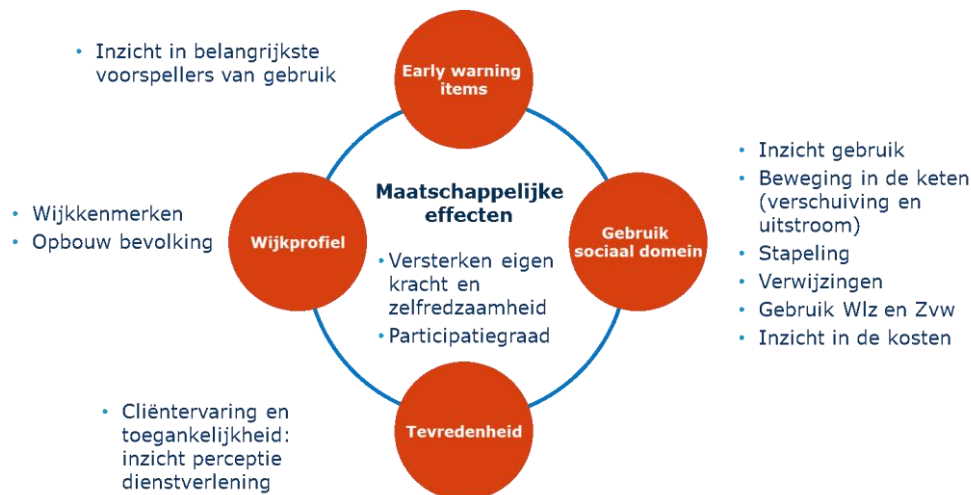 • Inzicht in belangrijkste
voorspellers van gebruik
Early warning
items
• Wijkkenmerken
• Opbouw bevolking
Wijkprofiel
Maatschappelijke
effecten
• Versterken eigen
kracht en
zelfredzaamheid
• Participatiegraad
Gebruik
sociaal domein
• Inzicht gebruik
• Beweging in de keten
(verschuiving en
uitstroom)
• Stapeling
• Verwijzingen
• Gebruik Wlz en Zvw
• Inzicht in de kosten
• Cliëntervaring en
toegankelijkheid:
inzicht perceptie
dienstverlening
Tevredenheid